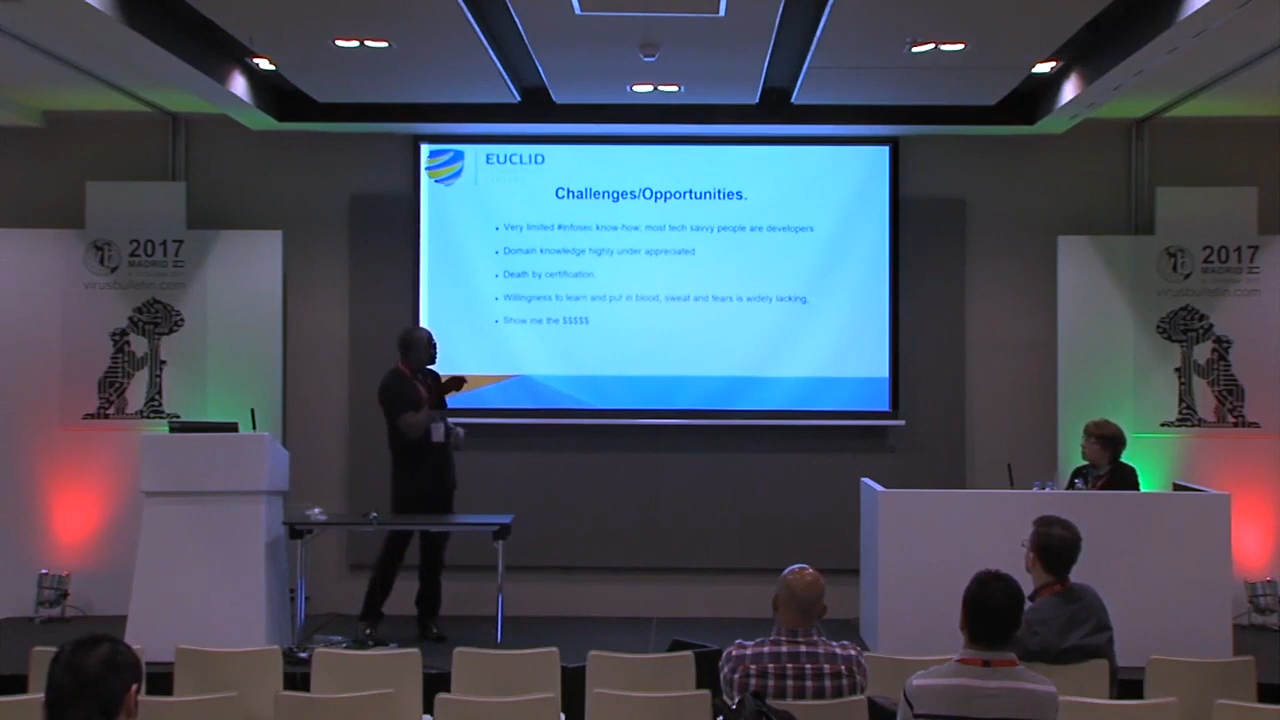 EUCLID
Challenges/Opportunities.
• Very limited #infoses know-how; most tech savvy people are developers
• Domain knowledge highly under appreciated
• Death by certification.
• Willingness to learn and put in blood, sweat and tears is widely lacking.
• Show me the $$$$$
2017
MADRID
virusbulletin.com
2017
MADRID
virusbulletin.com